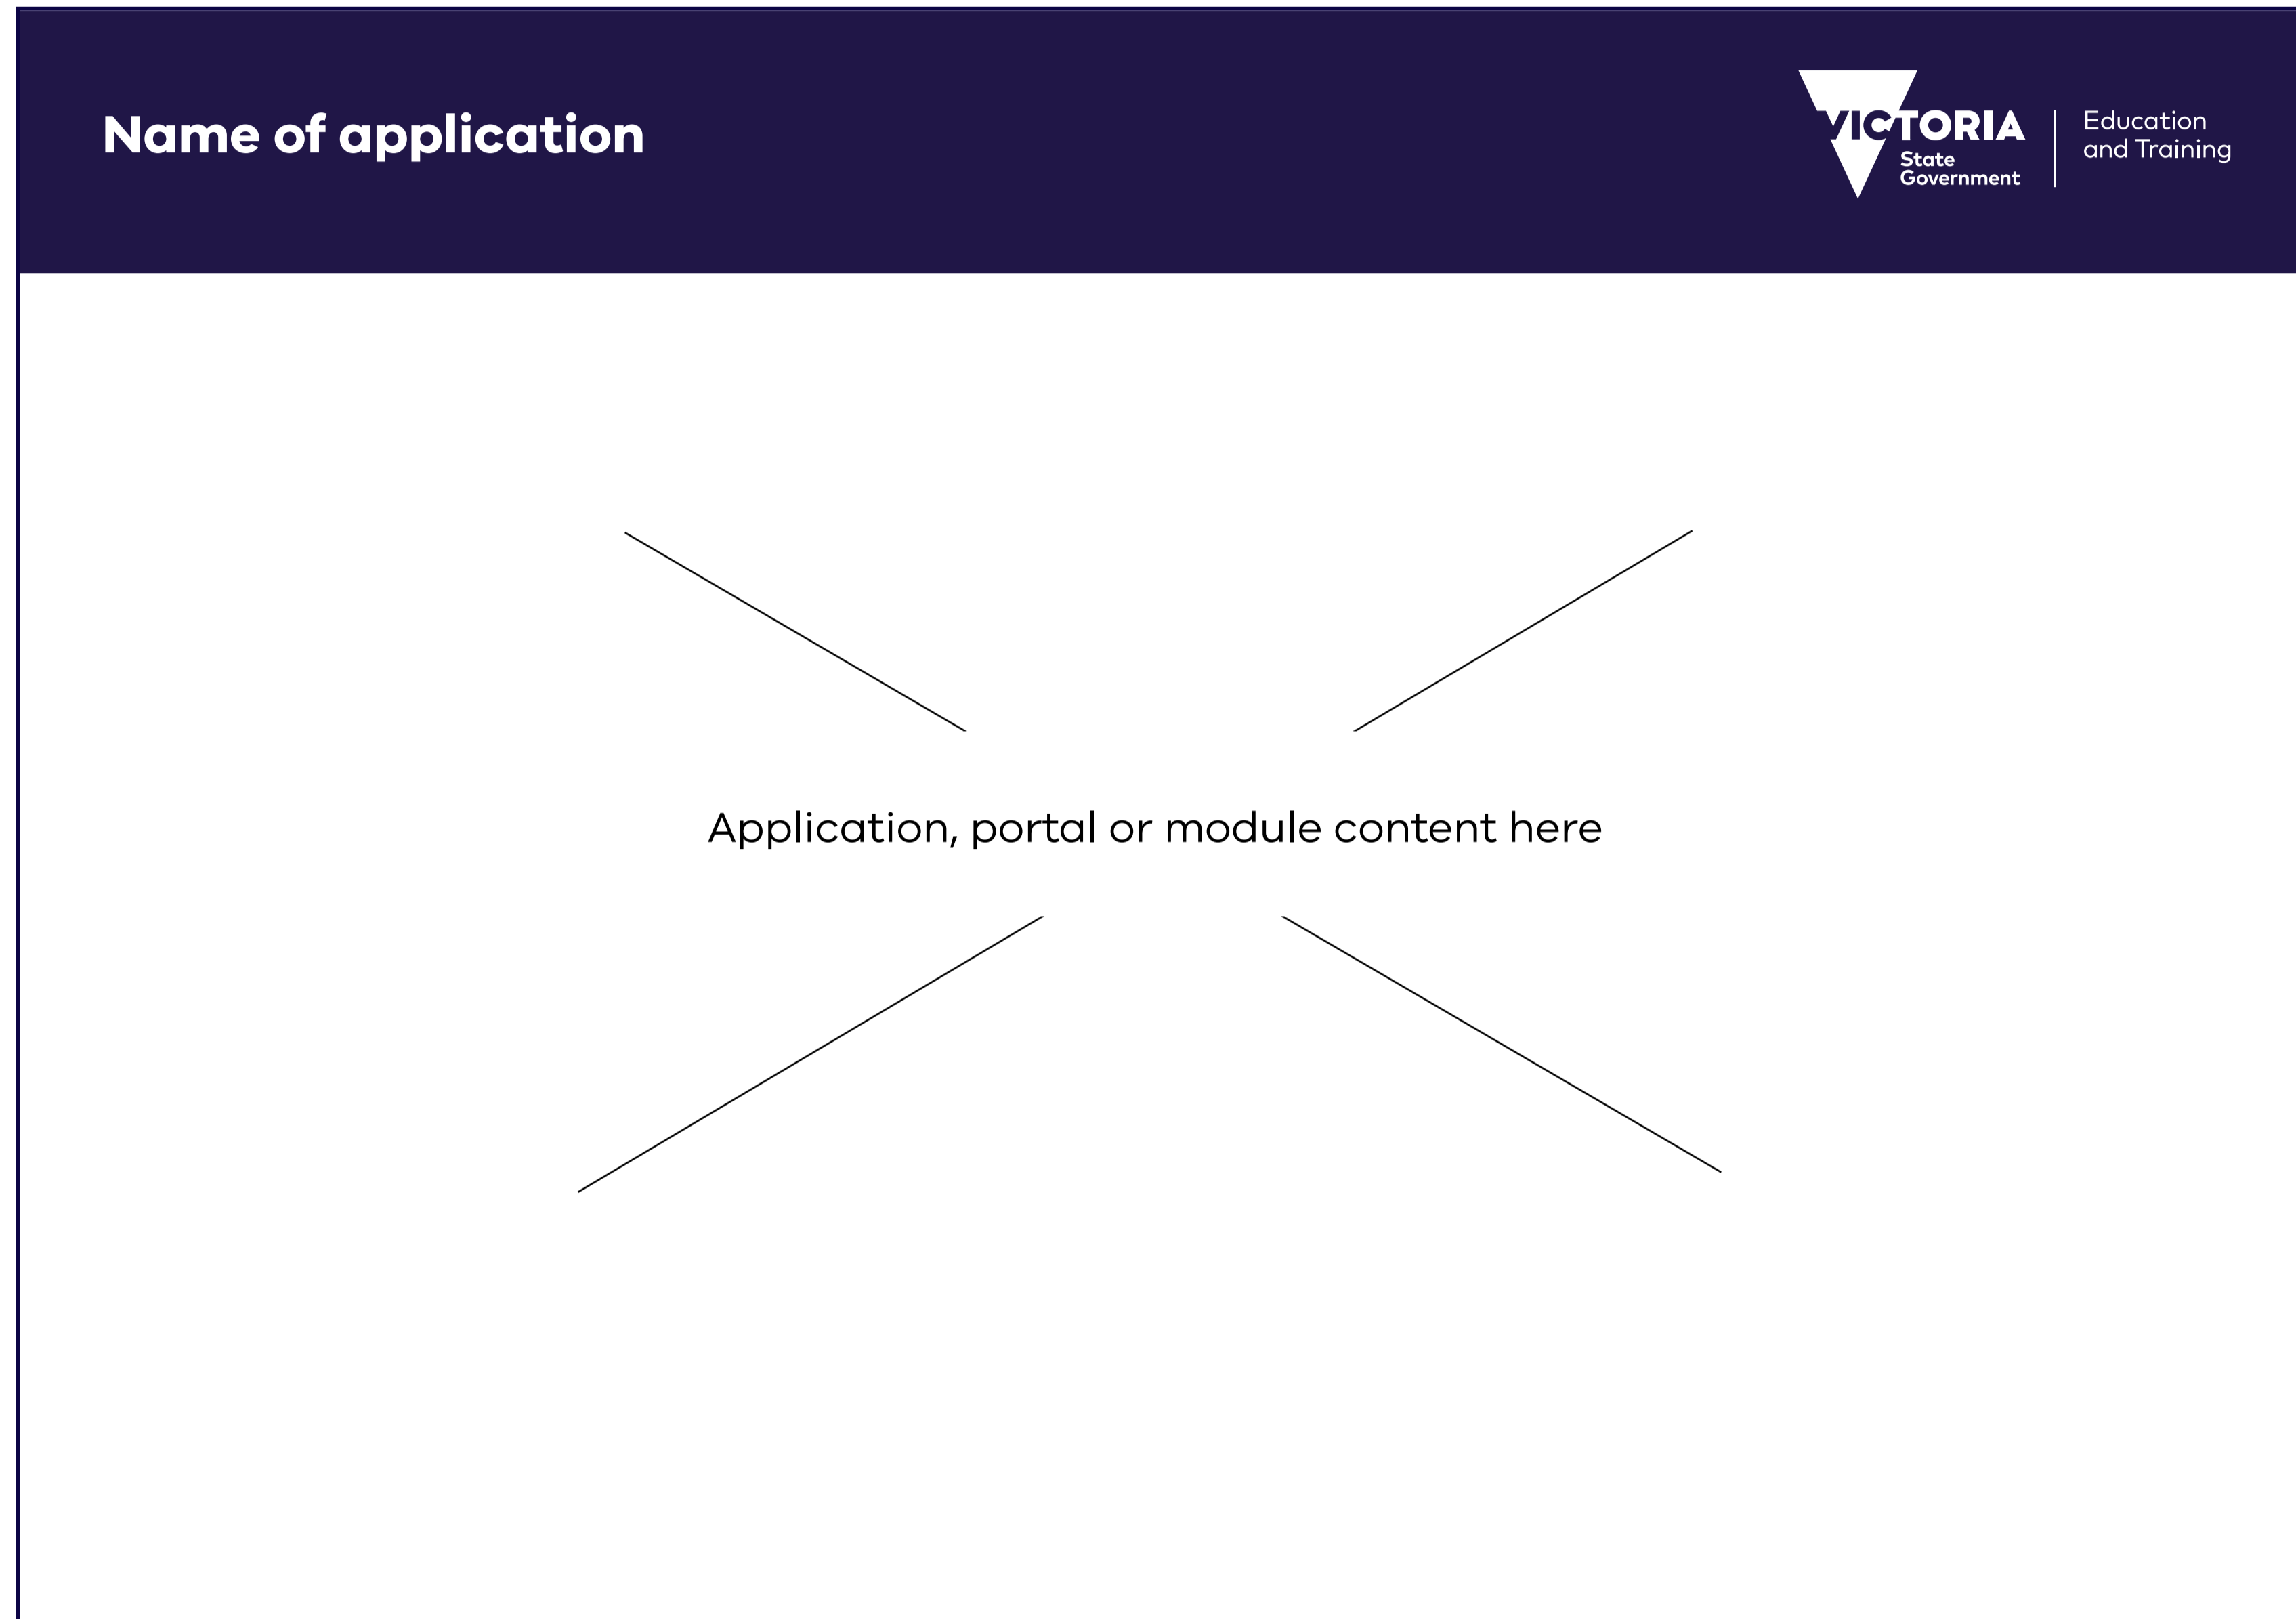 Name of application
VICTORIA
State
Government
Education
and Training
Application, portal or module content here